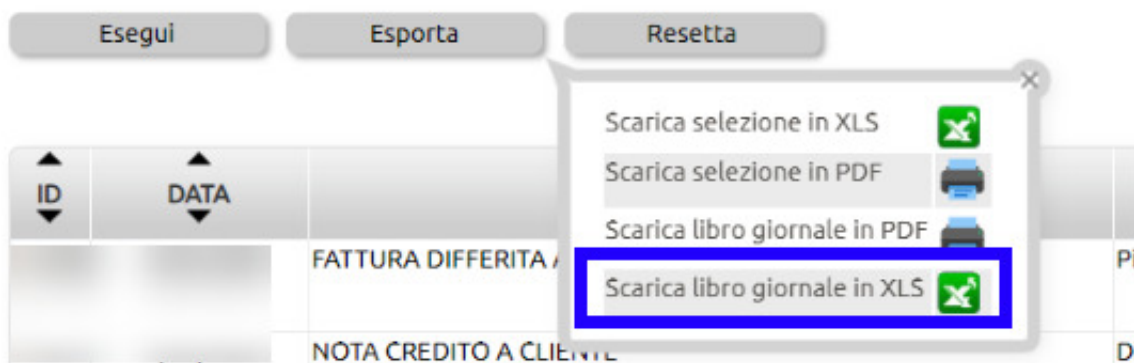 Esegui Esporta Resetta
Scarica selezione in XLS
Scarica selezione in PDF
ID DATA
Scarica libro giornale in PDF
FATTURA DIFFERITA
Scarica libro giornale in XLS
NOTA CREDITO A CLIENTE